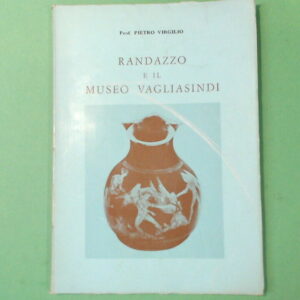 Prof PIETRO VIRGILIO
RANDAZZO
E IL
MUSEO VAGLIASINDI